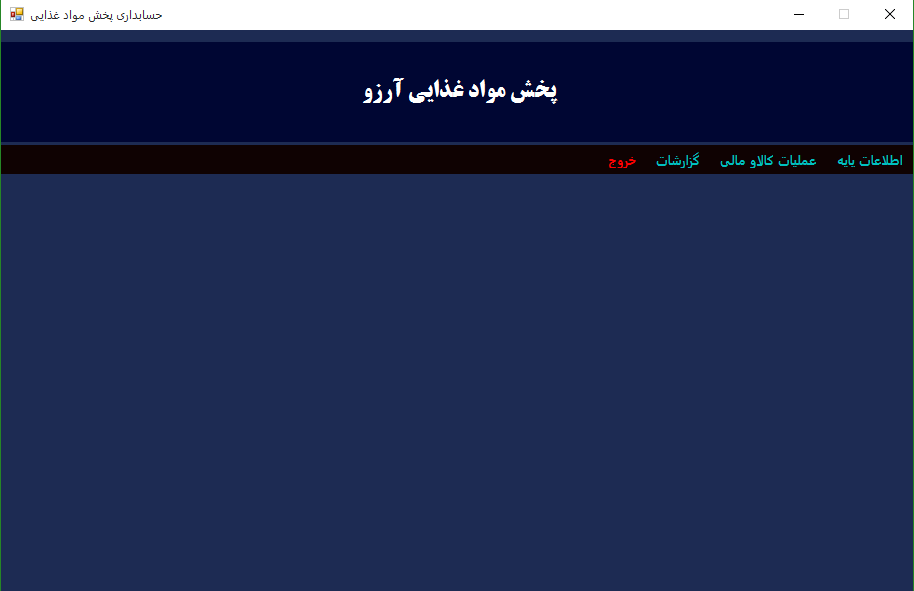 حسابداری پخش مواد غذایی
پخش مواد غذایی آرزو
اطلاعات پایه عملیات کالاو مالی گزارشات خروج